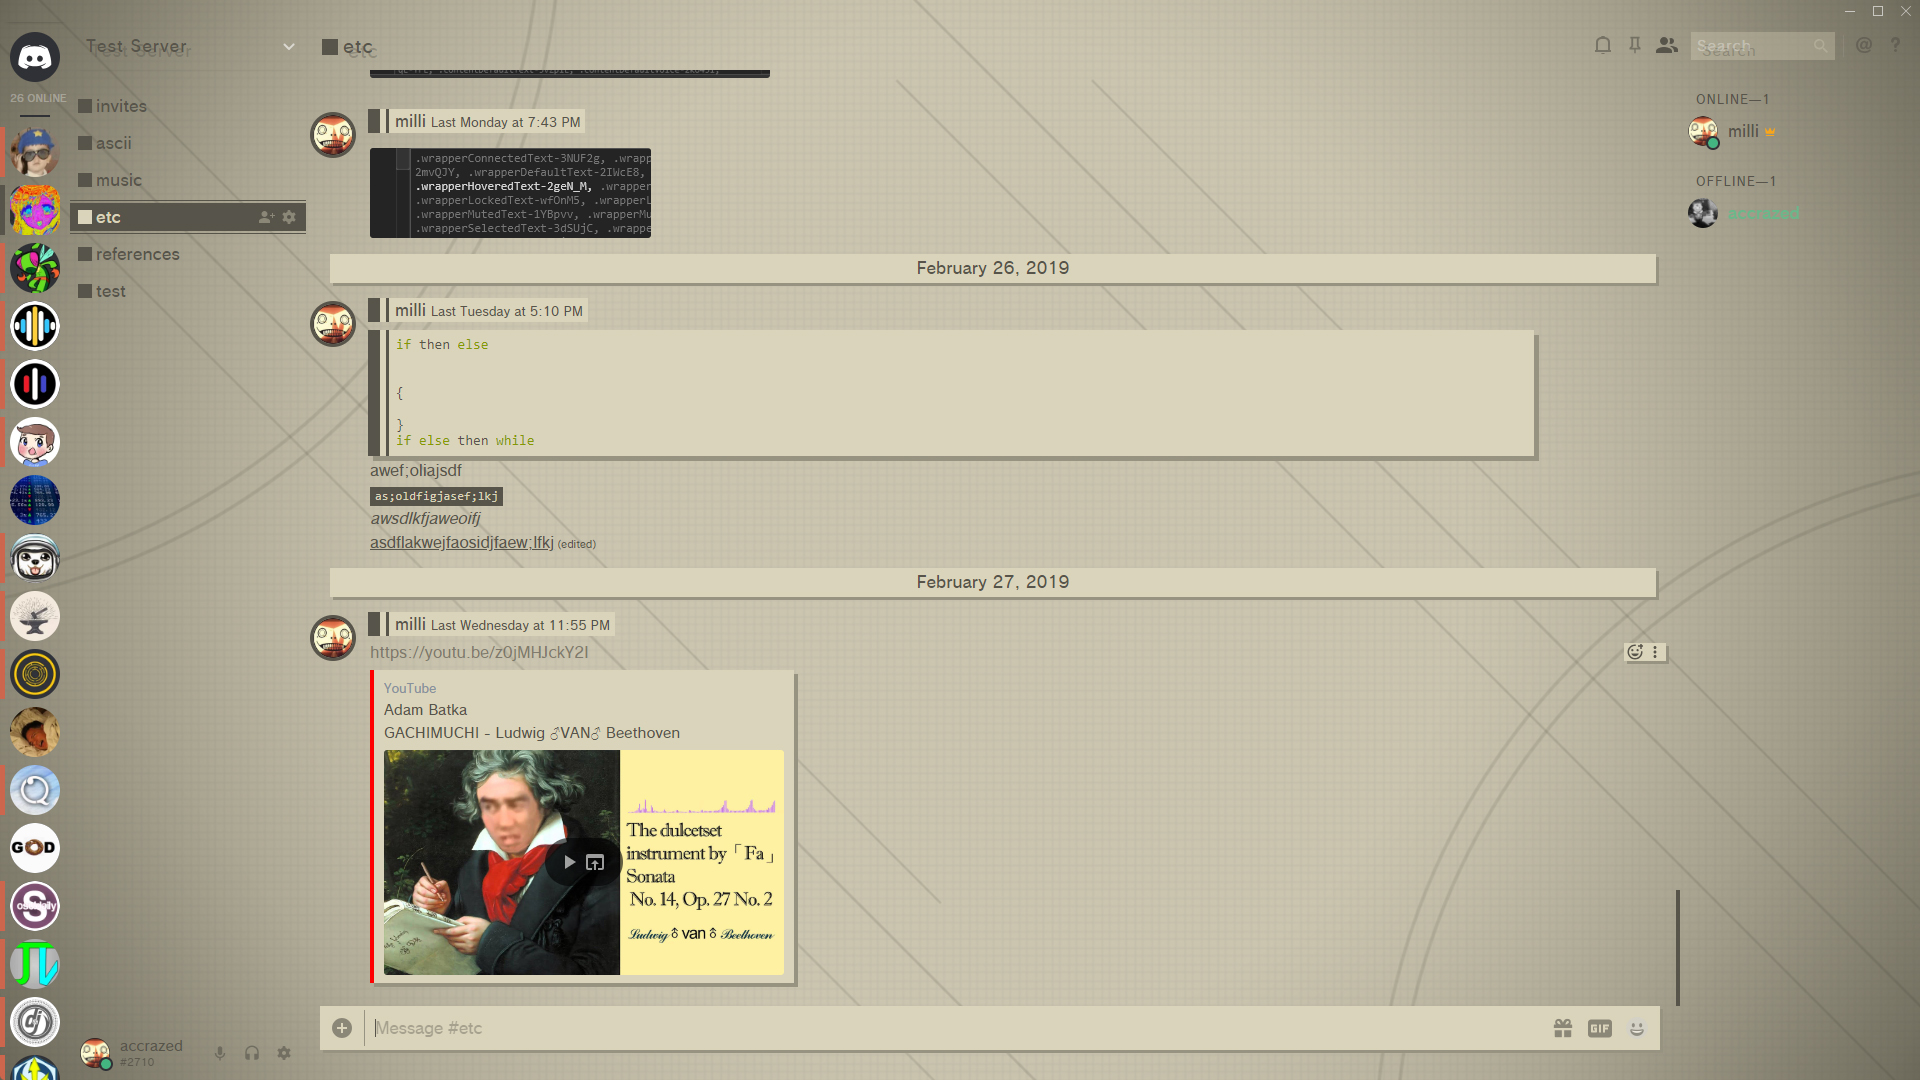 Test Server
etc
Search
26 ONLINE
invites
ascii
music
etc
references
test
milli Last Monday at 7:43 PM
.wrapperConnectedText-3NUF2g, .wrapp
2mvQJY, .wrapperDefaultText-2IWcE8,
.wrapperHoveredText-2geN_M, .wrapper
.wrapperLockedText-wfOnM5, .wrapperL
.wrapperMutedText-1YBpvv, .wrapperMu
.wrapperSelectedText-3dSUjC, .wrappe
February 26, 2019
milli Last Tuesday at 5:10 PM
if then else
{
}
if else then while
awef;oliajsdf
as;oldfigjasef;lkj
awsdlkfjaweoifj
asdflakwejfaosidjfaew;lfkj (edited)
February 27, 2019
milli Last Wednesday at 11:55 PM
https://youtu.be/z0jMHJckY2I
YouTube
Adam Batka
GACHIMUCHI - Ludwig ♂VAN♂ Beethoven
The dulcetset
instrument by「Fa」
Sonata
No. 14, Op. 27 No. 2
Ludwig ♂ van ♂ Beethoven
Message #etc
GIF
ONLINE—1
milli
OFFLINE—1
accrazed
GOD
S
accrazed
#2710